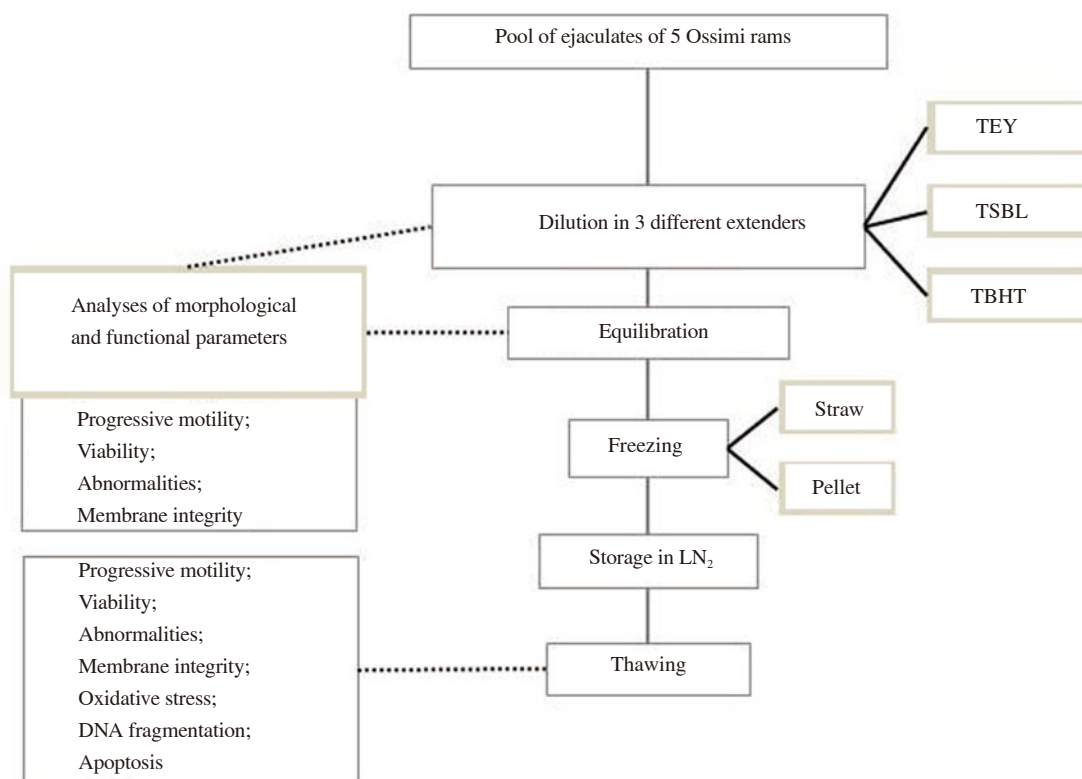 Pool of ejaculates of 5 Ossimi rams
TEY
Dilution in 3 different extenders
TSBL
TBHT
Analyses of morphological
and functional parameters
Equilibration
Progressive motility;
Viability;
Abnormalities;
Membrane integrity
Straw
Freezing
Pellet
Storage in LN₂
Progressive motility;
Viability;
Abnormalities;
Membrane integrity;
Oxidative stress;
DNA fragmentation;
Apoptosis
Thawing